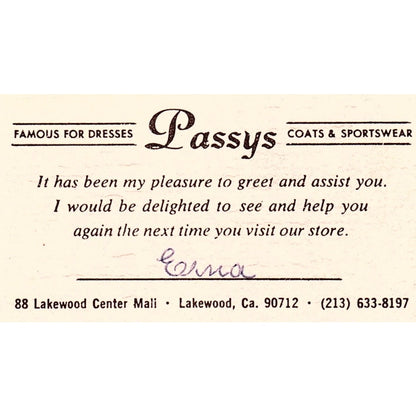 FAMOUS FOR DRESSES Passys COATS & SPORTSWEAR
It has been my pleasure to greet and assist you.
I would be delighted to see and help you
again the next time you visit our store.
Erna
88 Lakewood Center Mall · Lakewood, Ca. 90712 · (213) 633-8197